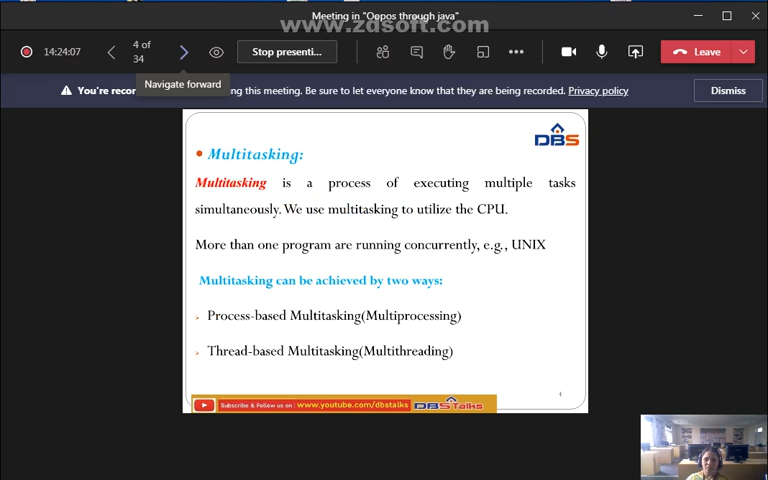 Meeting in "Oopos through java"
www.zdsoft.com
14:24:07
4 of
34
Stop presenti...
Leave
Navigate forward
You're recor
ing this meeting. Be sure to let everyone know that they are being recorded. Privacy policy
Dismiss
DBS
Multitasking:
Multitasking is a process of executing multiple tasks
simultaneously. We use multitasking to utilize the CPU.
More than one program are running concurrently, e.g., UNIX
Multitasking can be achieved by two ways:
Process-based Multitasking(Multiprocessing)
Thread-based Multitasking(Multithreading)
4
Subscribe & Follow us on : www.youtube.com/dbstalks DBSTalks